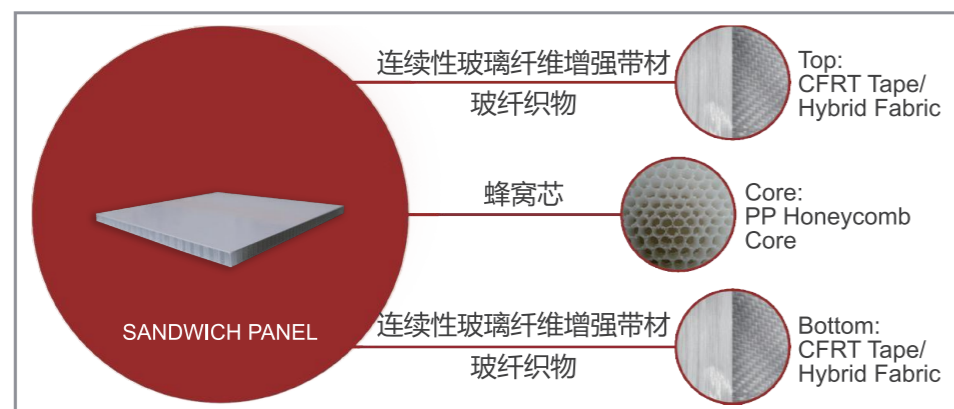 连续性玻璃纤维增强带材
玻纤织物
Top:
CFRT Tape/
Hybrid Fabric
蜂窝芯
Core:
PP Honeycomb
Core
SANDWICH PANEL
连续性玻璃纤维增强带材
玻纤织物
Bottom:
CFRT Tape/
Hybrid Fabric